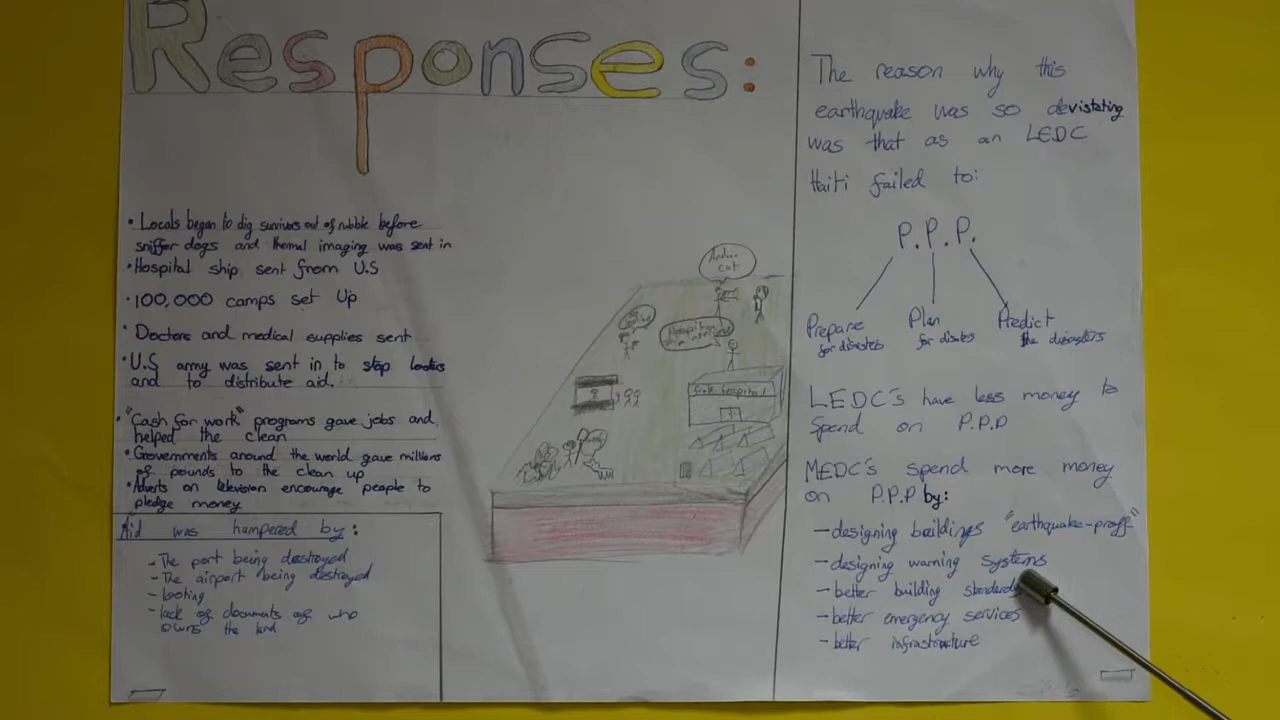 Responses:
• Locals began to dig survivors out of rubble before
sniffer dogs and thermal imaging was sent in
• Hospital ship sent from U.S
• 100,000 camps set up
• Doctors and medical supplies sent
• U.S army was sent in to stop looters
and to distribute aid.
• "Cash for work" programs gave jobs and
helped the clean
• Governments around the world gave millions
of pounds to the clean up
• Adverts on television encourage people to
pledge money
Aid was hampered by:
- The port being destroyed
- The airport being destroyed
- looting
- lack of documents of who
owns the land
cut
Hospital
ship
hospital
The reason why this
earthquake was so devistating
was that as an LEDC
Haiti failed to:
P.P.P.
Prepare
for disasters
Plan
for disates
Predict
the disasters
LEDC's have less money to
spend on P.P.P
MEDC's spend more money
on P.P.P by:
- designing buildings "earthquake-proff"
- designing warning systems
- better building standards
- better emergency services
- better infrastructure